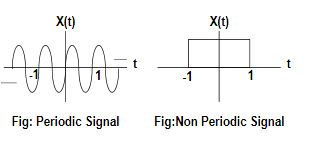 X(t)
-1
1
t
Fig: Periodic Signal
X(t)
-1
1
t
Fig:Non Periodic Signal